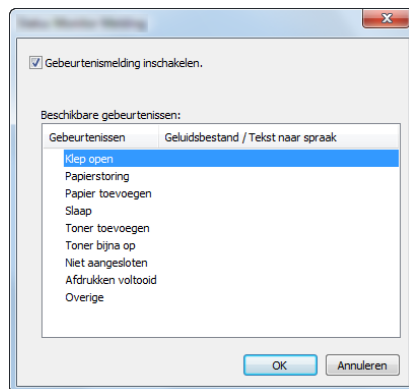 Gebeurtenismelding inschakelen.
Beschikbare gebeurtenissen:
Gebeurtenissen Geluidsbestand / Tekst naar spraak
Klep open
Papierstoring
Papier toevoegen
Slaap
Toner toevoegen
Toner bijna op
Niet aangesloten
Afdrukken voltooid
Overige
OK Annuleren